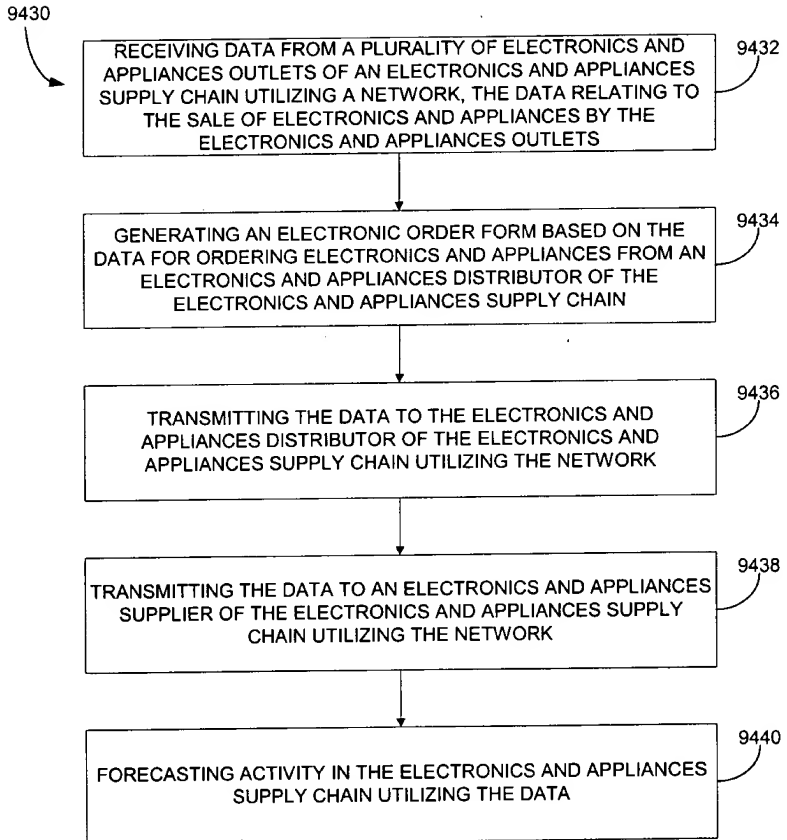 9430
RECEIVING DATA FROM A PLURALITY OF ELECTRONICS AND
APPLIANCES OUTLETS OF AN ELECTRONICS AND APPLIANCES
SUPPLY CHAIN UTILIZING A NETWORK, THE DATA RELATING TO
THE SALE OF ELECTRONICS AND APPLIANCES BY THE
ELECTRONICS AND APPLIANCES OUTLETS
9432
GENERATING AN ELECTRONIC ORDER FORM BASED ON THE
DATA FOR ORDERING ELECTRONICS AND APPLIANCES FROM AN
ELECTRONICS AND APPLIANCES DISTRIBUTOR OF THE
ELECTRONICS AND APPLIANCES SUPPLY CHAIN
9434
TRANSMITTING THE DATA TO THE ELECTRONICS AND
APPLIANCES DISTRIBUTOR OF THE ELECTRONICS AND
APPLIANCES SUPPLY CHAIN UTILIZING THE NETWORK
9436
TRANSMITTING THE DATA TO AN ELECTRONICS AND APPLIANCES
SUPPLIER OF THE ELECTRONICS AND APPLIANCES SUPPLY
CHAIN UTILIZING THE NETWORK
9438
FORECASTING ACTIVITY IN THE ELECTRONICS AND APPLIANCES
SUPPLY CHAIN UTILIZING THE DATA
9440